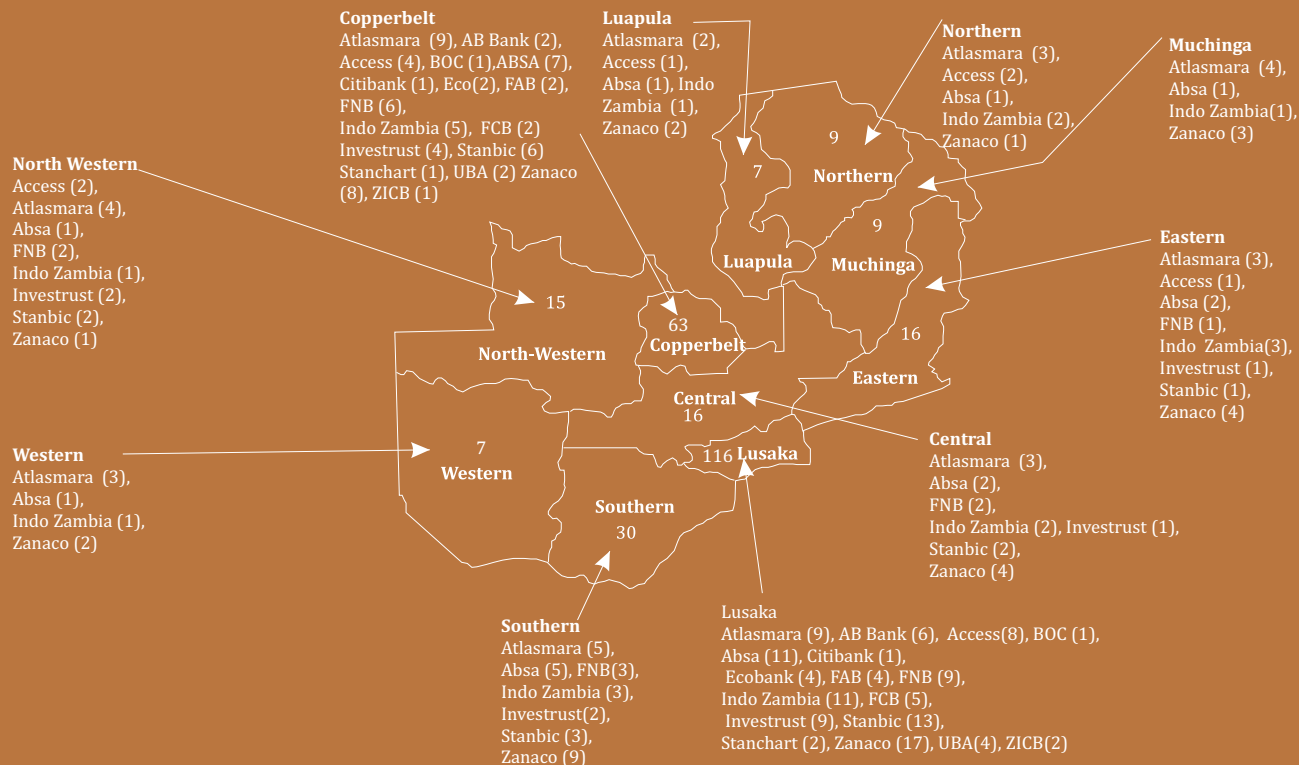 Copperbelt
Atlasmara  (9), AB Bank (2),
Access (4), BOC (1),ABSA (7),
Citibank (1), Eco(2), FAB (2),
FNB (6),
Indo Zambia (5),  FCB (2)
Investrust (4), Stanbic (6)
Stanchart (1), UBA (2) Zanaco
(8), ZICB (1)
Luapula
Atlasmara  (2),
Access (1),
Absa (1), Indo
Zambia (1),
Zanaco (2)
Northern
Atlasmara  (3),
Access (2),
Absa (1),
Indo Zambia (2),
Zanaco (1)
Muchinga
Atlasmara  (4),
Absa (1),
Indo Zambia(1),
Zanaco (3)
North Western
Access (2),
Atlasmara (4),
Absa (1),
FNB (2),
Indo Zambia (1),
Investrust (2),
Stanbic (2),
Zanaco (1)
9
Northern
7
Luapula
9
Muchinga
15
North-Western
63
Copperbelt
16
Eastern
Central
16
7
Western
116 Lusaka
Southern
30
Eastern
Atlasmara (3),
Access (1),
Absa (2),
FNB (1),
Indo  Zambia(3),
Investrust (1),
Stanbic (1),
Zanaco (4)
Western
Atlasmara  (3),
Absa (1),
Indo Zambia (1),
Zanaco (2)
Central
Atlasmara  (3),
Absa (2),
FNB (2),
Indo Zambia (2), Investrust (1),
Stanbic (2),
Zanaco (4)
Southern
Atlasmara (5),
Absa (5), FNB(3),
Indo Zambia (3),
Investrust(2),
Stanbic (3),
Zanaco (9)
Lusaka
Atlasmara (9), AB Bank (6),  Access(8), BOC (1),
Absa (11), Citibank (1),
Ecobank (4), FAB (4), FNB (9),
Indo Zambia (11), FCB (5),
Investrust (9), Stanbic (13),
Stanchart (2), Zanaco (17), UBA(4), ZICB(2)